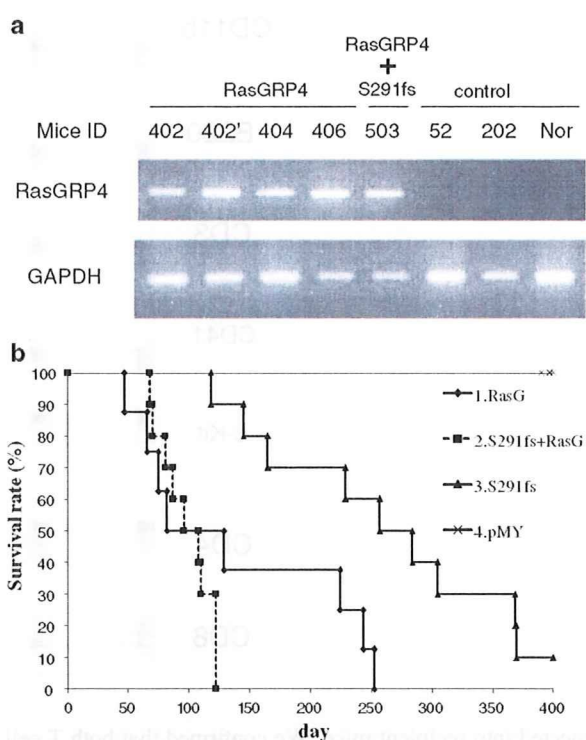 a
RasGRP4
+
RasGRP4 S291fs control
Mice ID 402 402' 404 406 503 52 202 Nor
RasGRP4
GAPDH
b
100
90
80
70
60
50
40
30
20
10
0
Survival rate (%)
1.RasG
2.S291fs+RasG
3.S291fs
4.pMY
0 50 100 150 200 250 300 350 400
day